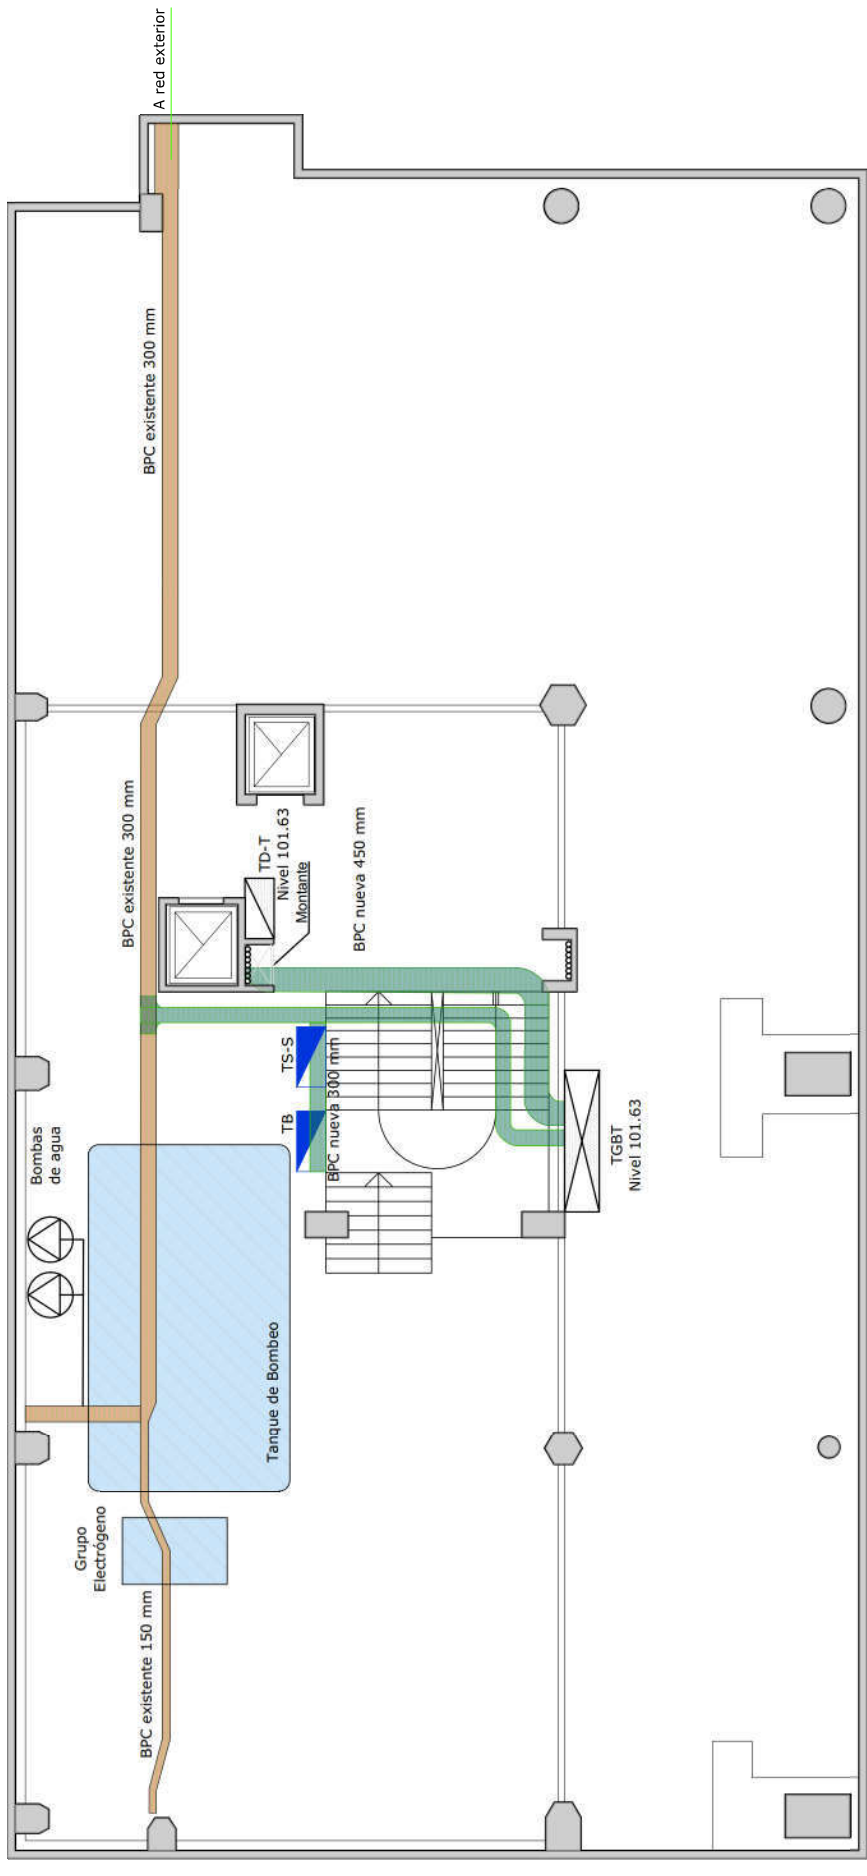 A red exterior
BPC existente 300 mm
BPC existente 300 mm
TD-T
Nivel 101.63
Montante
BPC nueva 450 mm
TS-S
TB
BPC nueva 300 mm
TGBT
Nivel 101.63
Bombas
de agua
Tanque de Bombeo
Grupo
Electrógeno
BPC existente 150 mm